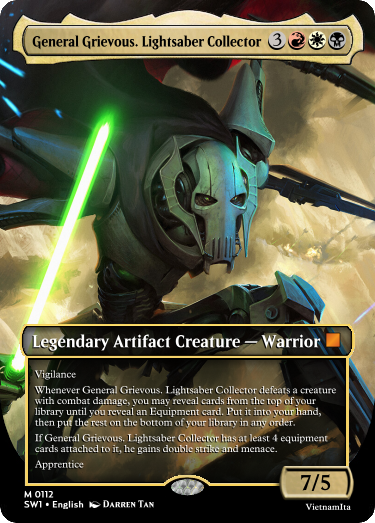 General Grievous. Lightsaber Collector 3
Legendary Artifact Creature — Warrior
Vigilance
Whenever General Grievous. Lightsaber Collector defeats a creature
with combat damage, you may reveal cards from the top of your
library until you reveal an Equipment card. Put it into your hand,
then put the rest on the bottom of your library in any order.
If General Grievous. Lightsaber Collector has at least 4 equipment
cards attached to it, he gains double strike and menace.
Apprentice
7/5
M 0112
SW1 • English DARREN TAN
VietnamIta